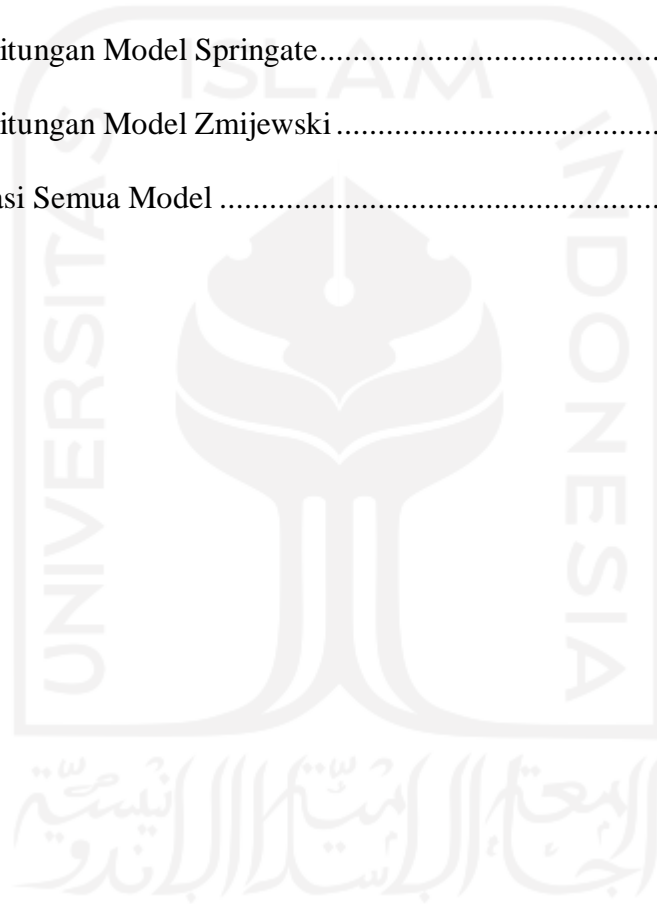 itungan Model Springate.........................................
ISLAM
itungan Model Zmijewski.......................................
asi Semua Model .....................................................
UNIVERSITAS
INDONESIA